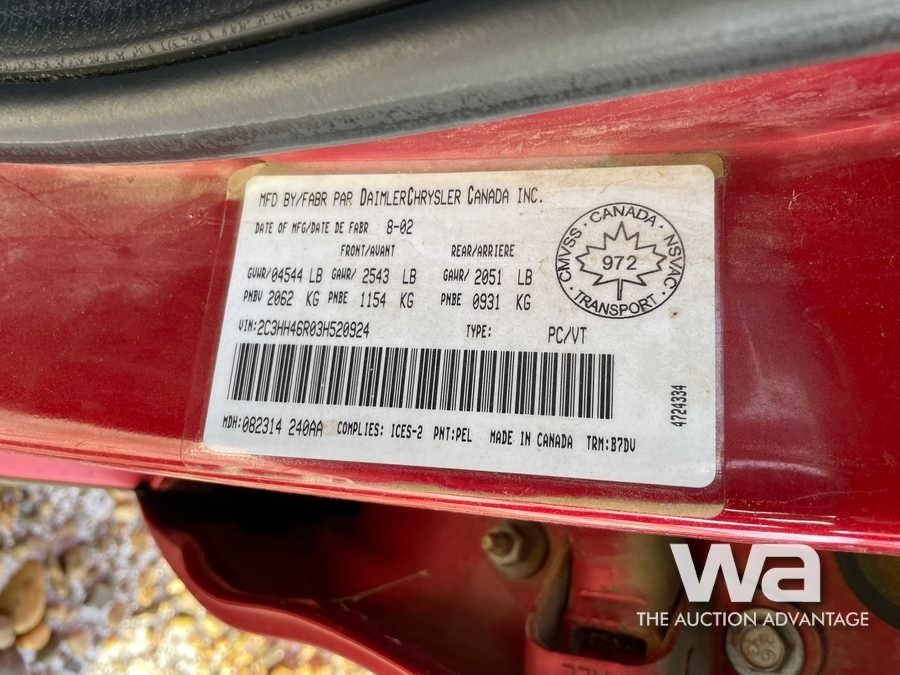 MFD BY/FABR PAR DAIMLERCHRYSLER CANADA INC.
DATE OF MFG/DATE DE FABR 8-02
FRONT/AVANT REAR/ARRIERE
GVWR/04544 LB GAWR/ 2543 LB GAWR/ 2051 LB
PNBV 2062 KG PNBE 1154 KG PNBE 0931 KG
VIN:2C3HH46R03H520924 TYPE: PC/VT
MDH:082314 240AA COMPLIES: ICES-2 PNT:PEL MADE IN CANADA TRM:B7DV
4724334
CMVSS · CANADA · NSVAC · TRANSPORT ·
972
wa
THE AUCTION ADVANTAGE